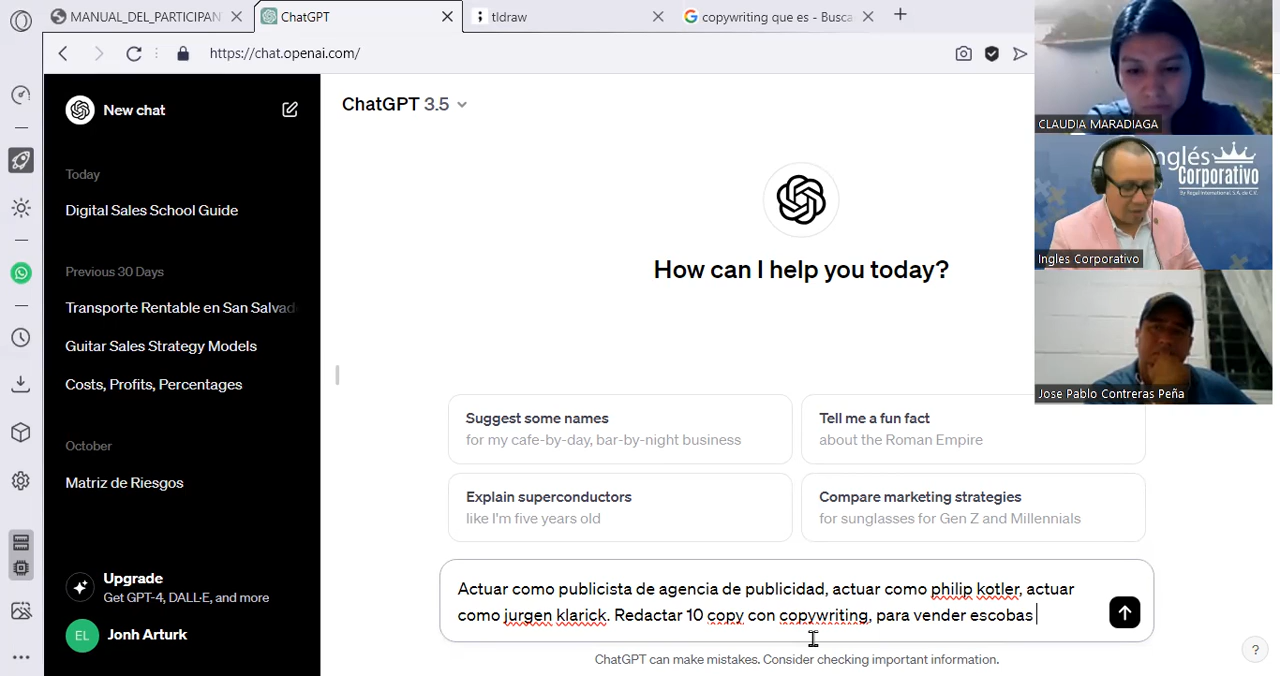 MANUAL_DEL_PARTICIPAN
ChatGPT
tldraw
copywriting que es - Busca
https://chat.openai.com/
New chat
ChatGPT 3.5
Today
Digital Sales School Guide
Previous 30 Days
Transporte Rentable en San Salvad
Guitar Sales Strategy Models
Costs, Profits, Percentages
October
Matriz de Riesgos
Upgrade
Get GPT-4, DALL·E, and more
EL
Jonh Arturk
How can I help you today?
Suggest some names
for my cafe-by-day, bar-by-night business
Tell me a fun fact
about the Roman Empire
Explain superconductors
like I'm five years old
Compare marketing strategies
for sunglasses for Gen Z and Millennials
Actuar como publicista de agencia de publicidad, actuar como philip kotler, actuar
como jurgen klarick. Redactar 10 copy con copywriting, para vender escobas
ChatGPT can make mistakes. Consider checking important information.
?
CLAUDIA MARADIAGA
Inglés
Corporativo
By Regal International, S.A. de C.V.
Ingles Corporativo
Jose Pablo Contreras Peña